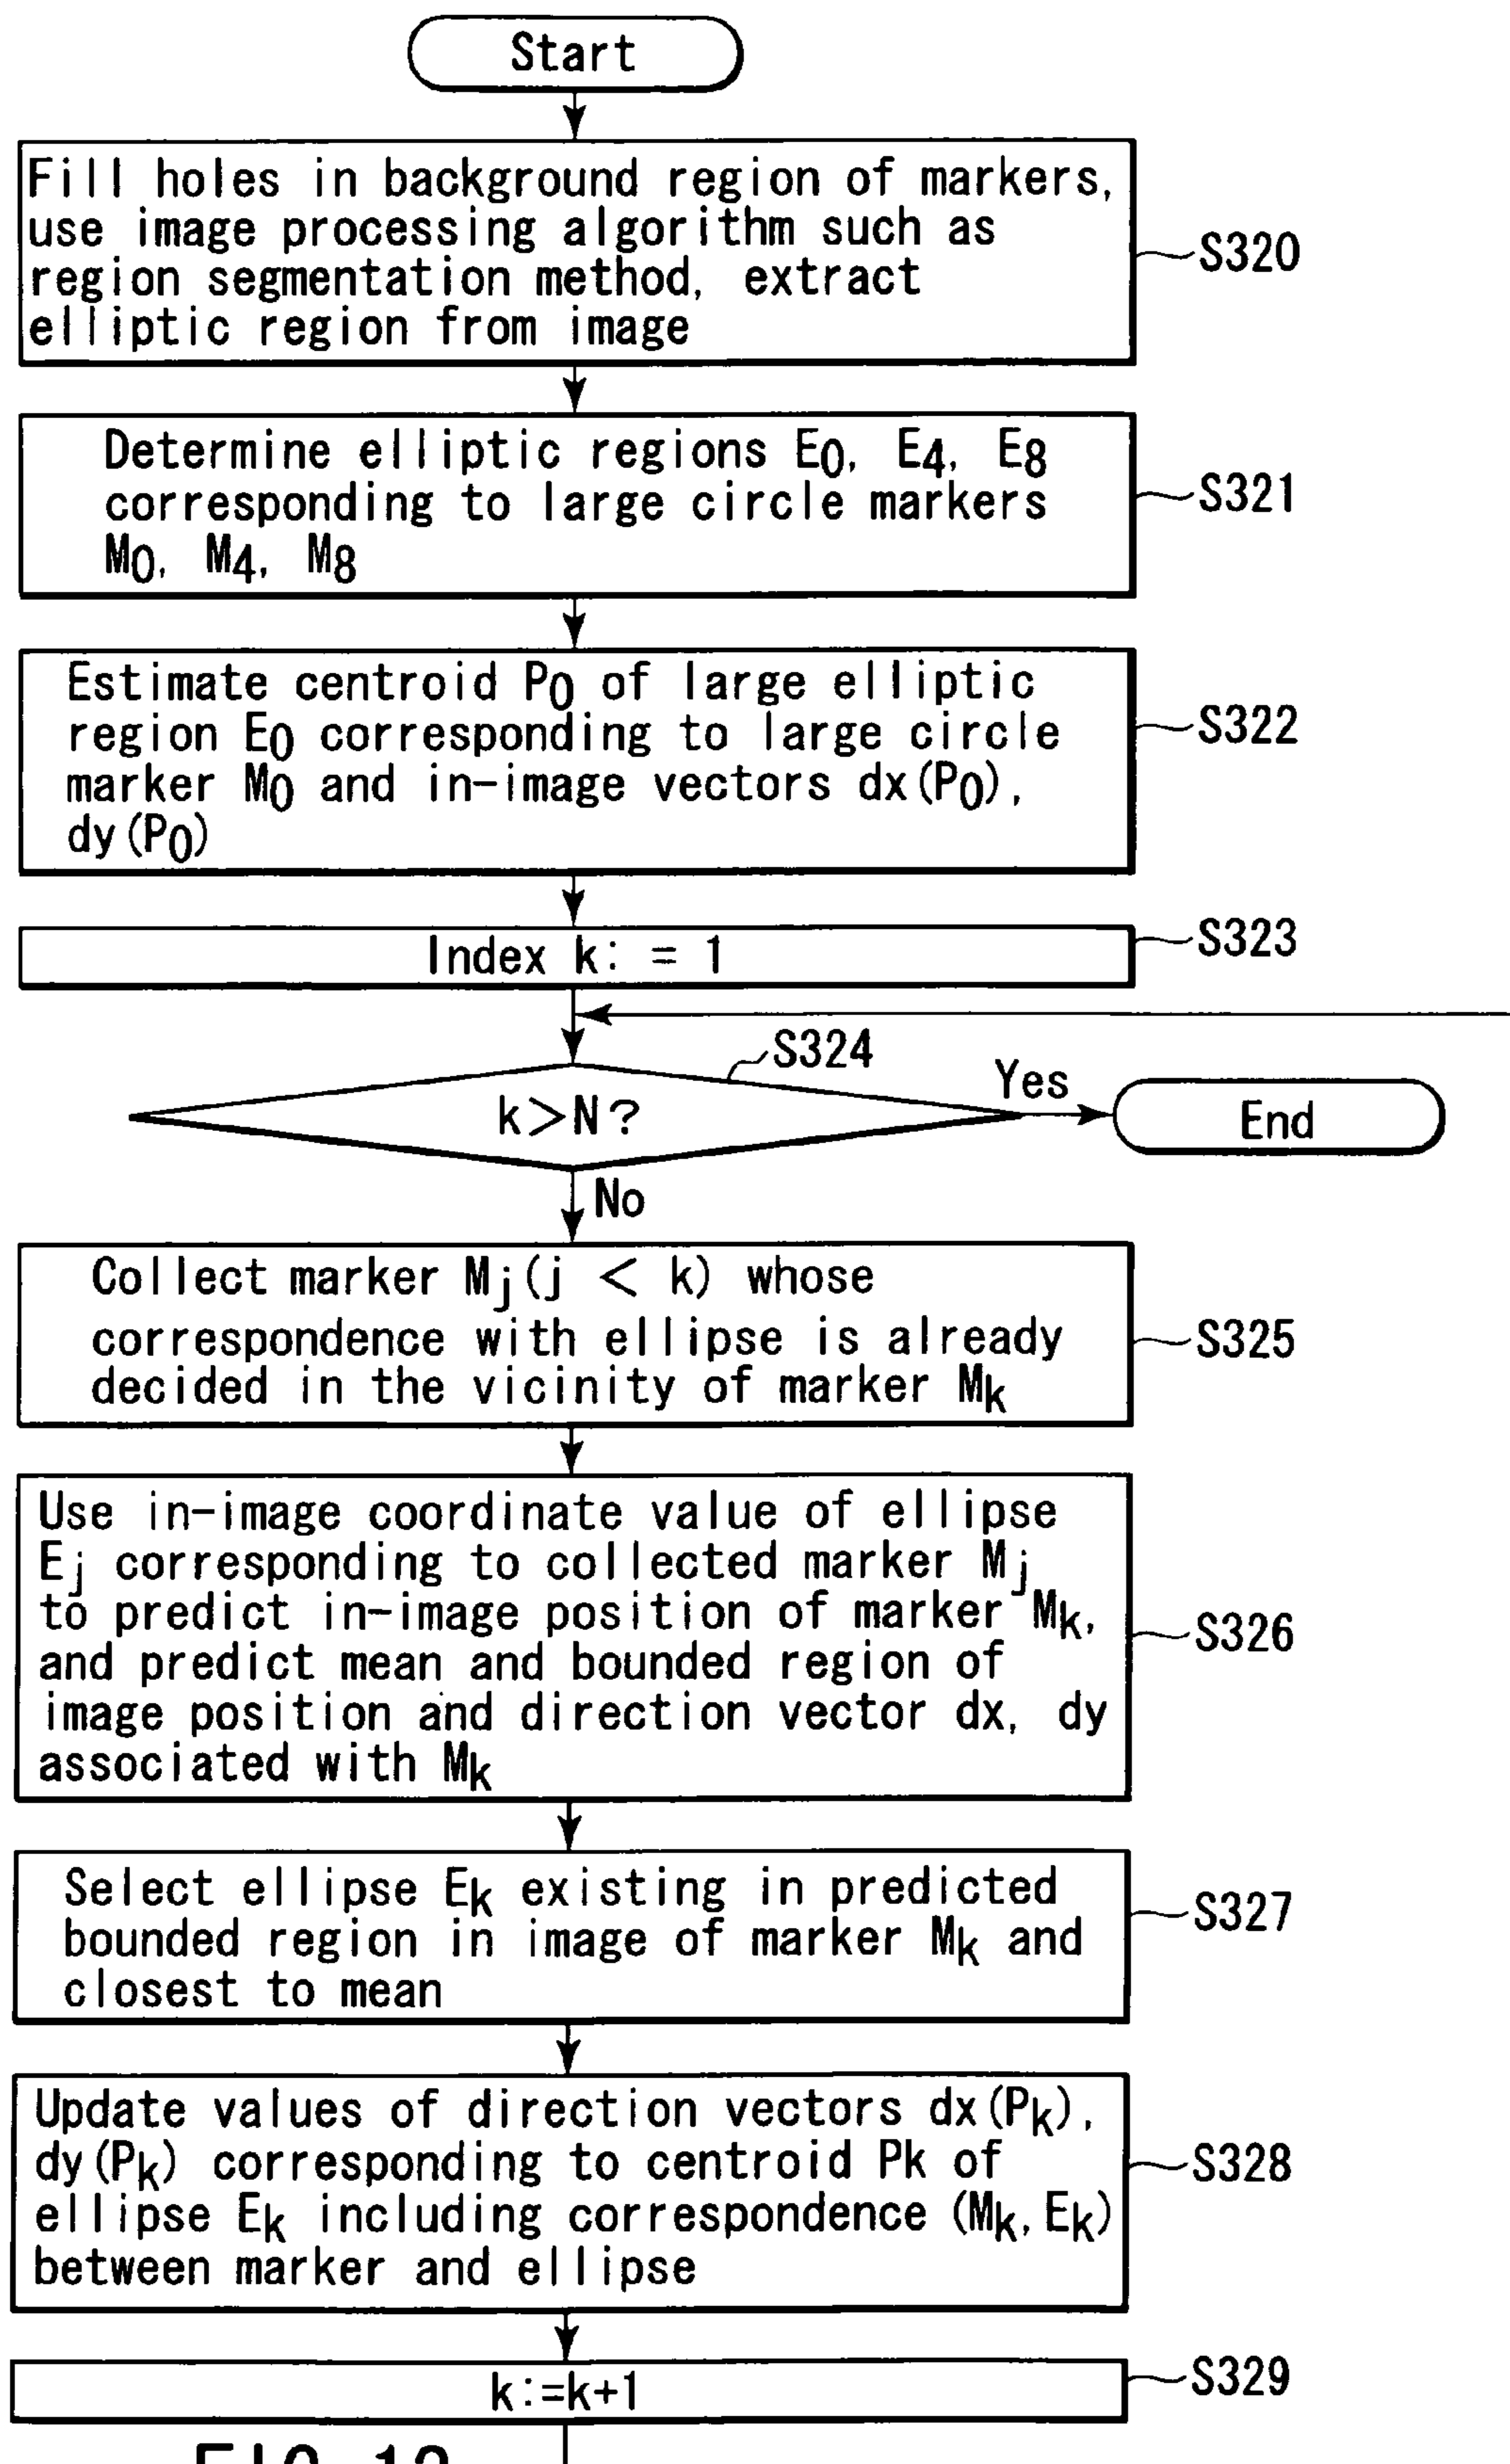 Start
Fill holes in background region of markers,
use image processing algorithm such as
region segmentation method, extract
elliptic region from image
S320
Determine elliptic regions E0, E4, E8
corresponding to large circle markers
M0, M4, M8
S321
Estimate centroid P0 of large elliptic
region E0 corresponding to large circle
marker M0 and in-image vectors dx(P0),
dy(P0)
S322
Index k: = 1
S323
S324
k>N?
Yes
End
No
Collect marker Mj(j < k) whose
correspondence with ellipse is already
decided in the vicinity of marker Mk
S325
Use in-image coordinate value of ellipse
Ej corresponding to collected marker Mj
to predict in-image position of marker Mk,
and predict mean and bounded region of
image position and direction vector dx, dy
associated with Mk
S326
Select ellipse Ek existing in predicted
bounded region in image of marker Mk and
closest to mean
S327
Update values of direction vectors dx(Pk),
dy(Pk) corresponding to centroid Pk of
ellipse Ek including correspondence (Mk, Ek)
between marker and ellipse
S328
k:=k+1
S329